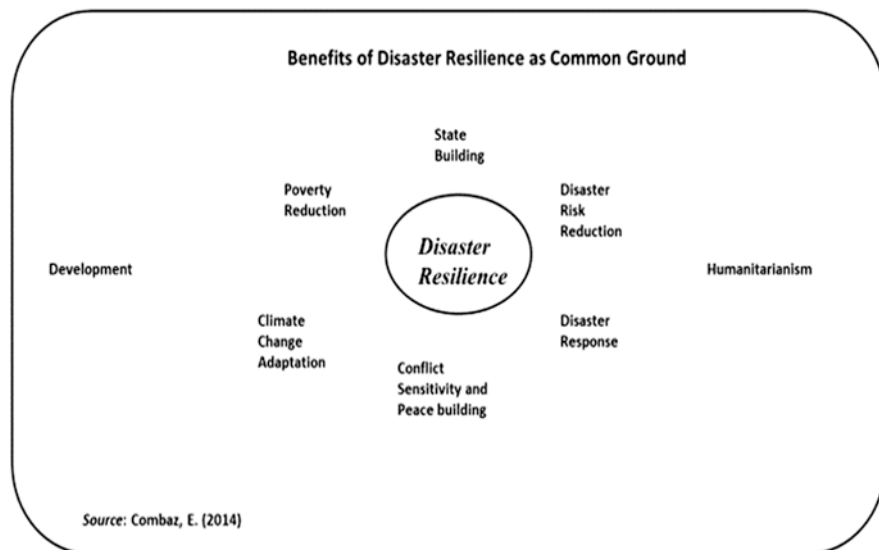 Benefits of Disaster Resilience as Common Ground
State
Building
Poverty
Reduction
Disaster
Risk
Reduction
Disaster
Resilience
Development
Humanitarianism
Climate
Change
Adaptation
Disaster
Response
Conflict
Sensitivity and
Peace building
Source: Combaz, E. (2014)